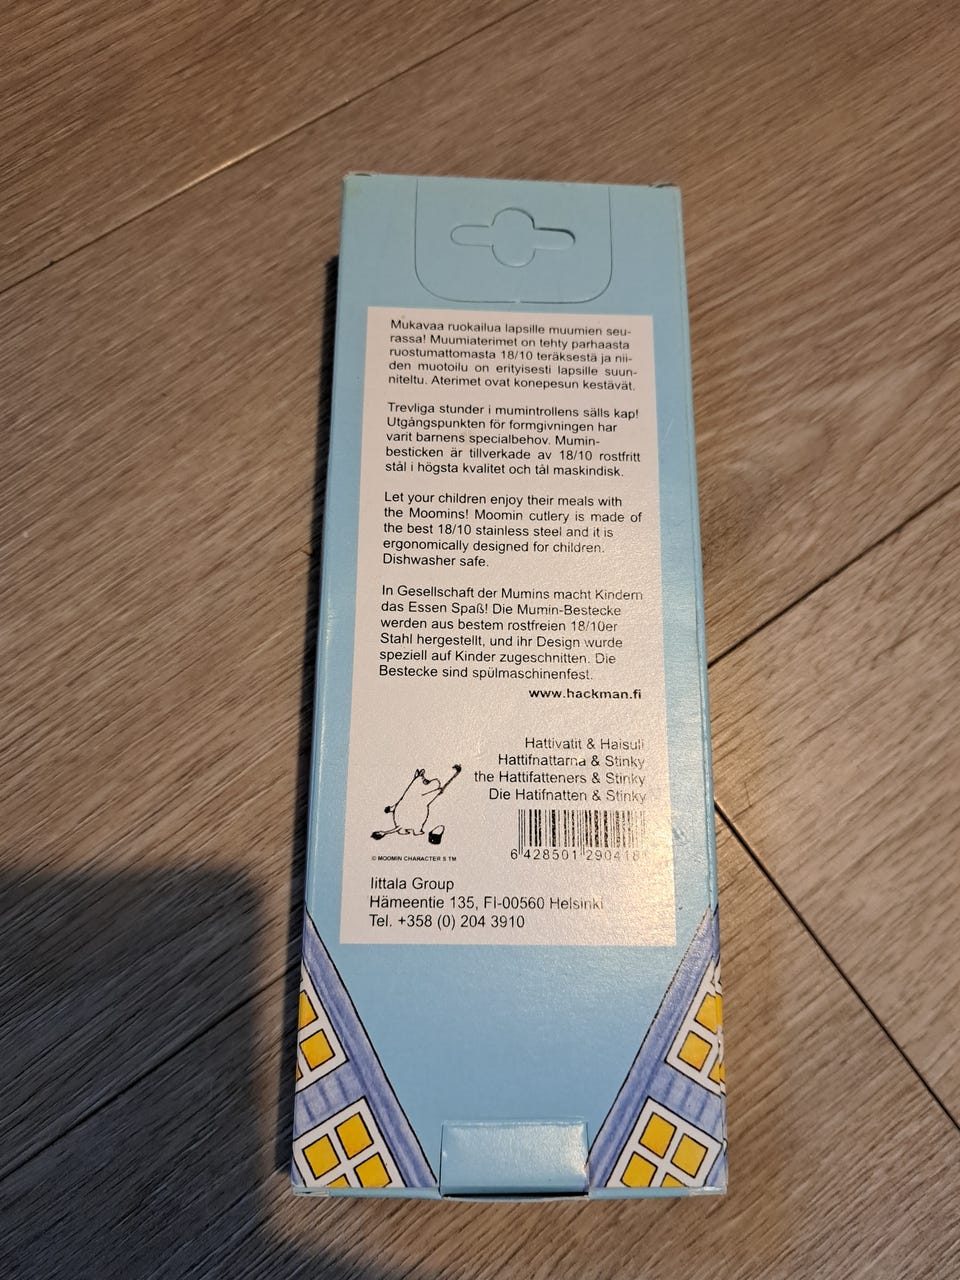 Mukavaa ruokailua lapsille muumien seu-
rassa! Muumiaterimet on tehty parhaasta
ruostumattomasta 18/10 teräksestä ja nii-
den muotoilu on erityisesti lapsille suun-
niteltu. Aterimet ovat konepesun kestävät.
Trevliga stunder i mumintrollens sälls kap!
Utgångspunkten för formgivningen har
varit barnens specialbehov. Mumin-
besticken är tillverkade av 18/10 rostfritt
stål i högsta kvalitet och tål maskindisk.
Let your children enjoy their meals with
the Moomins! Moomin cutlery is made of
the best 18/10 stainless steel and it is
ergonomically designed for children.
Dishwasher safe.
In Gesellschaft der Mumins macht Kindern
das Essen Spaß! Die Mumin-Bestecke
werden aus bestem rostfreien 18/10er
Stahl hergestellt, und ihr Design wurde
speziell auf Kinder zugeschnitten. Die
Bestecke sind spülmaschinenfest.
www.hackman.fi
Hattivatit & Haisuli
Hattifnattarna & Stinky
the Hattifatteners & Stinky
Die Hatifnatten & Stinky
6 428501 290418
© MOOMIN CHARACTER S TM
Iittala Group
Hämeentie 135, FI-00560 Helsinki
Tel. +358 (0) 204 3910